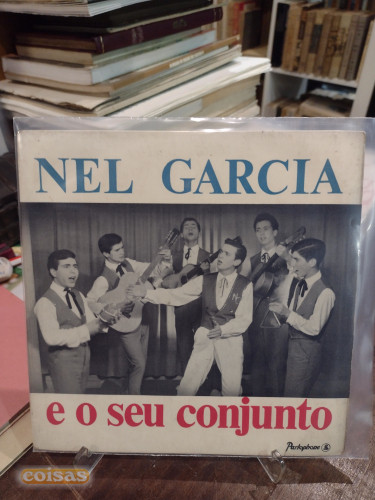 NEL GARCIA
e o seu conjunto
Parlophone
coisas